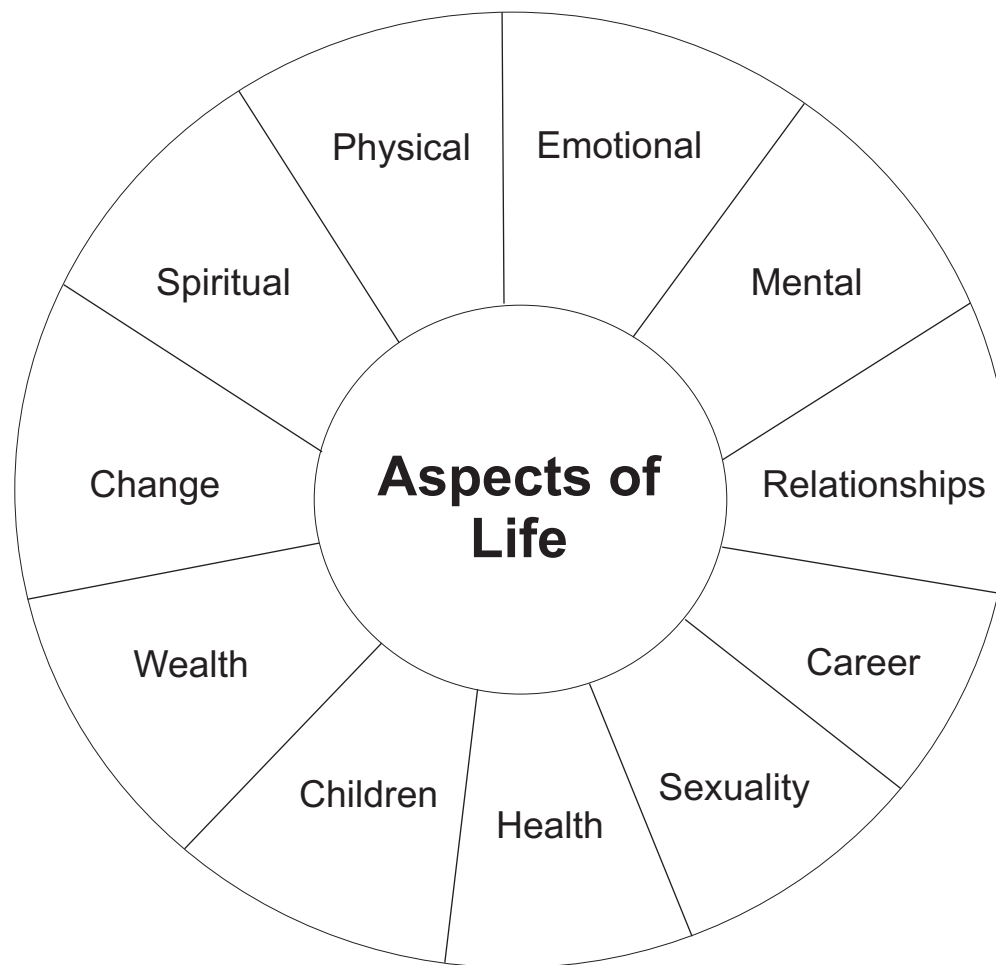 Physical
Emotional
Spiritual
Mental
Change
Aspects of
Life
Relationships
Wealth
Career
Children
Sexuality
Health